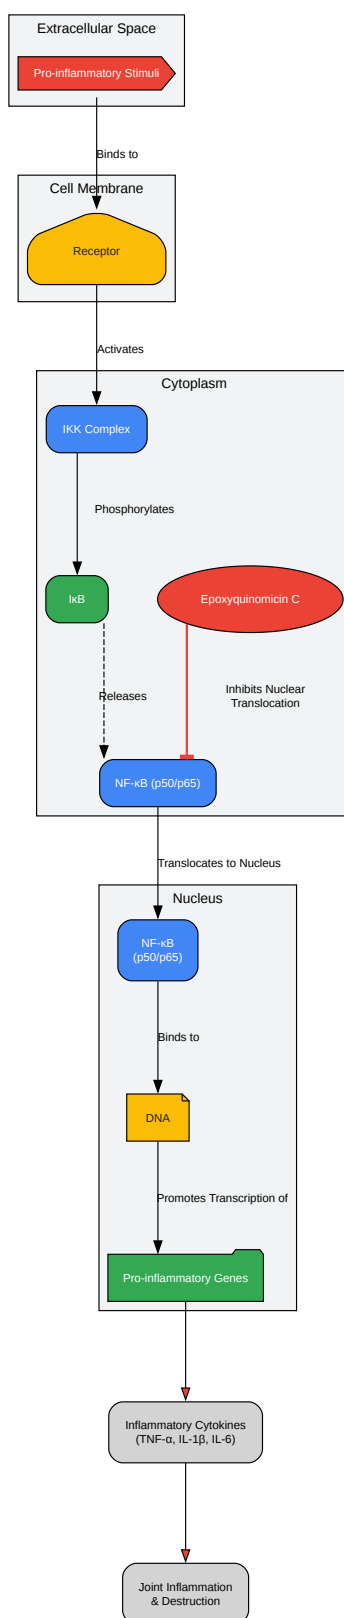 Extracellular Space
Pro-inflammatory Stimuli
Binds to
Cell Membrane
Receptor
Activates
Cytoplasm
IKK Complex
Phosphorylates
IκB
Epoxyquinomicin C
Releases
Inhibits Nuclear
Translocation
NF-κB (p50/p65)
Translocates to Nucleus
Nucleus
NF-κB
(p50/p65)
Binds to
DNA
Promotes Transcription of
Pro-inflammatory Genes
Inflammatory Cytokines
(TNF-α, IL-1β, IL-6)
Joint Inflammation
& Destruction